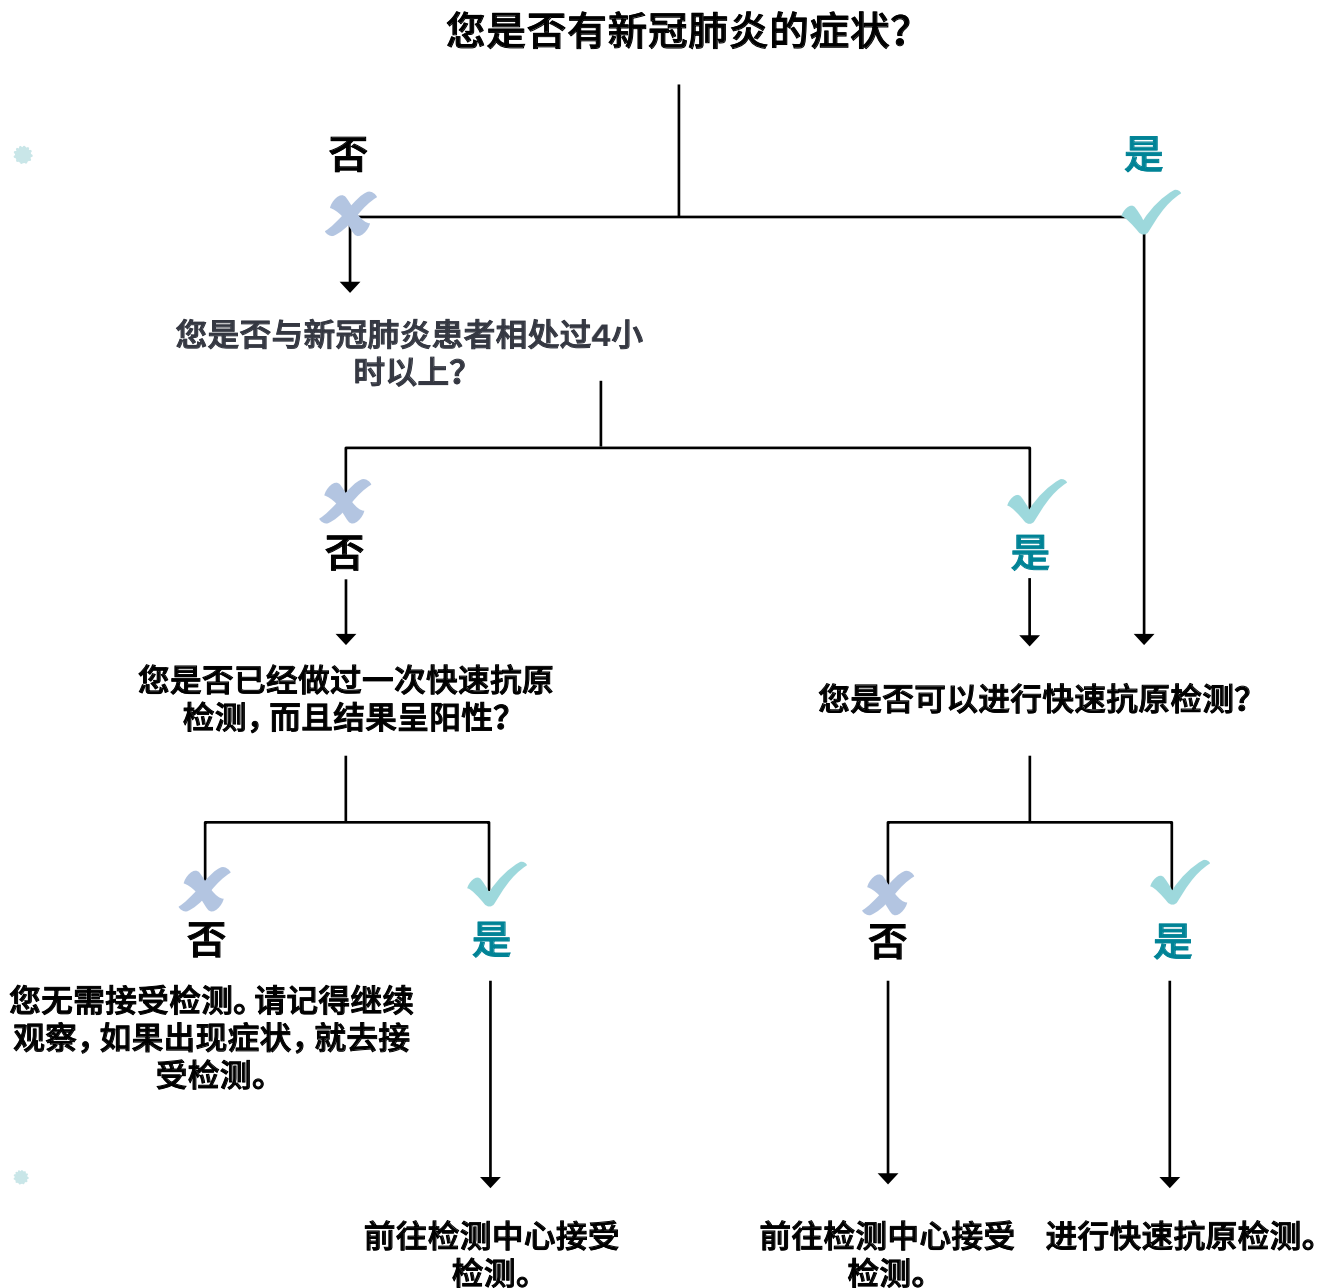 您是否有新冠肺炎的症状?
否
是
您是否与新冠肺炎患者相处过4小
时以上?
否
是
您是否已经做过一次快速抗原
检测,而且结果呈阳性?
您是否可以进行快速抗原检测?
否
是
否
是
您无需接受检测。请记得继续
观察,如果出现症状,就去接
受检测。
前往检测中心接受
检测。
前往检测中心接受
检测。
进行快速抗原检测。